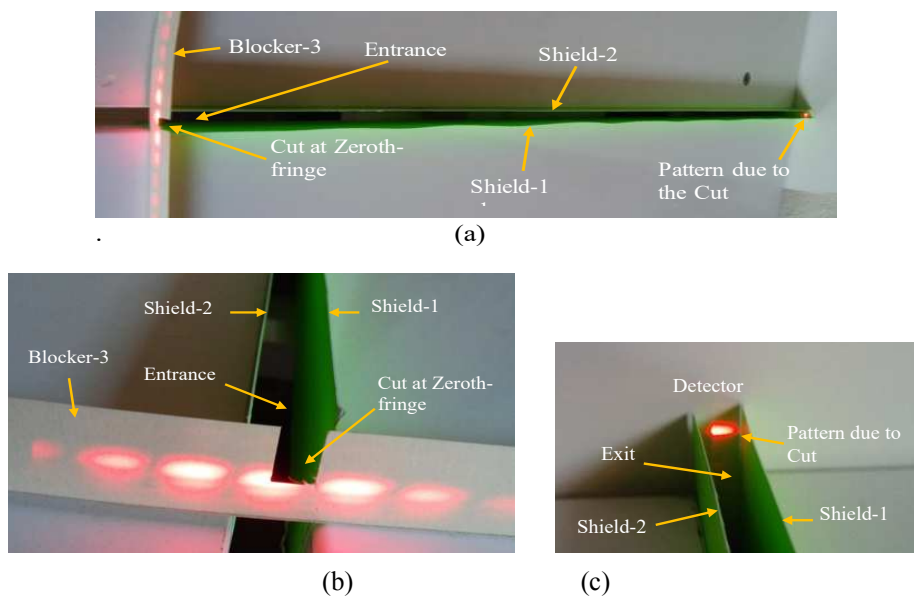 Blocker-3
Entrance
Shield-2
Cut at Zeroth-
fringe
Shield-1
Pattern due to
the Cut
.
(a)
Shield-2
Shield-1
Blocker-3
Entrance
Cut at Zeroth-
fringe
Detector
Pattern due to
Cut
Exit
Shield-2
Shield-1
(b)
(c)